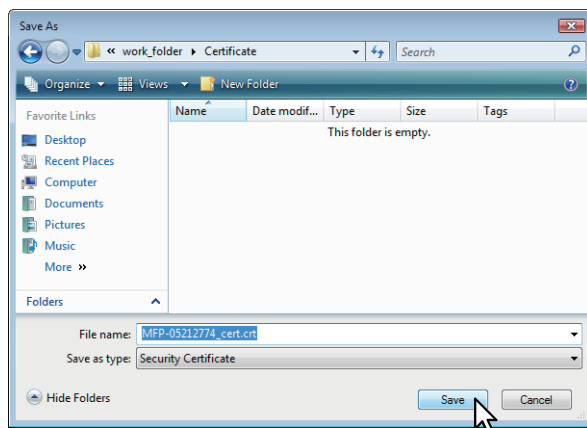 Save As
« work_folder › Certificate
Search
Organize Views New Folder
Favorite Links
Name Date modif... Type Size Tags
This folder is empty.
Desktop
Recent Places
Computer
Documents
Pictures
Music
More »
Folders
File name: MFP-05212774_cert.crt
Save as type: Security Certificate
Hide Folders
Save
Cancel